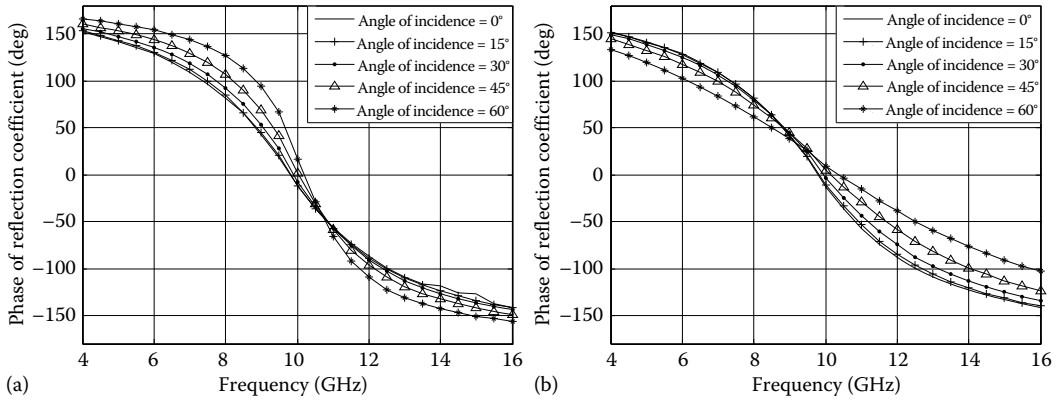 Phase of reflection coefficient (deg)
150
100
50
0
−50
−100
−150
4
6
8
10
12
14
16
Frequency (GHz)
Angle of incidence = 0°
Angle of incidence = 15°
Angle of incidence = 30°
Angle of incidence = 45°
Angle of incidence = 60°
(a)
Phase of reflection coefficient (deg)
150
100
50
0
−50
−100
−150
4
6
8
10
12
14
16
Frequency (GHz)
Angle of incidence = 0°
Angle of incidence = 15°
Angle of incidence = 30°
Angle of incidence = 45°
Angle of incidence = 60°
(b)